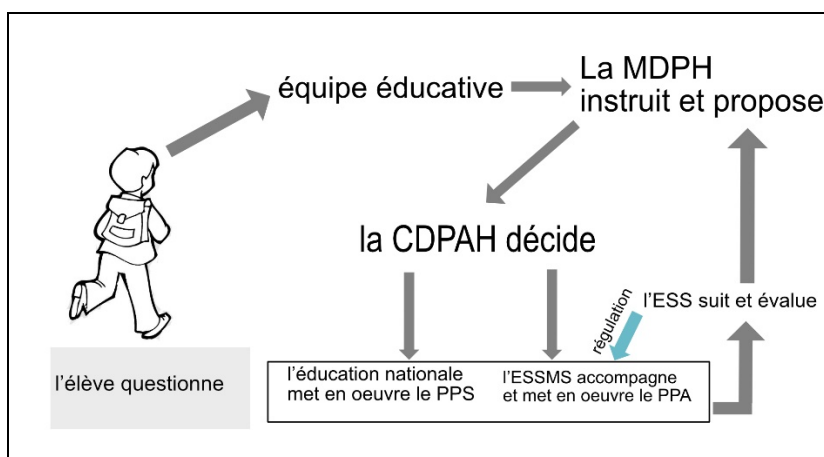 équipe éducative
La MDPH
instruit et propose
la CDPAH décide
régulation
l'ESS suit et évalue
l'élève questionne
l'éducation nationale
met en oeuvre le PPS
l'ESSMS accompagne
et met en oeuvre le PPA